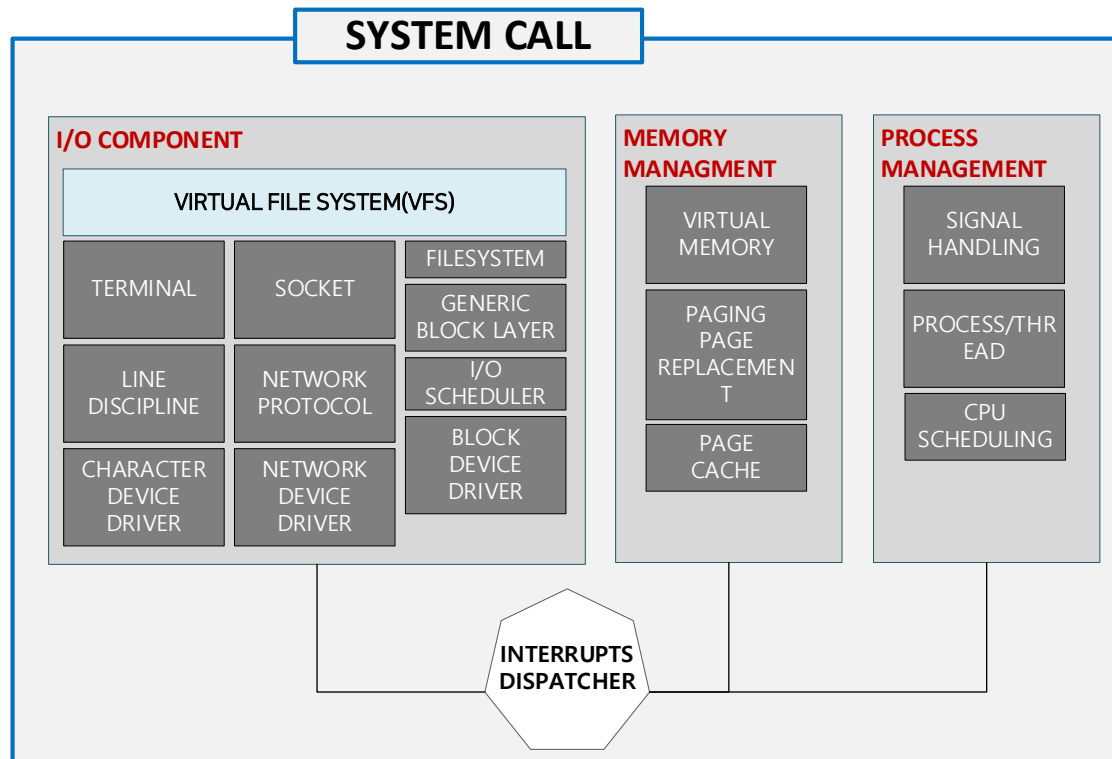 SYSTEM CALL
I/O COMPONENT
VIRTUAL FILE SYSTEM(VFS)
TERMINAL
LINE
DISCIPLINE
CHARACTER
DEVICE
DRIVER
SOCKET
NETWORK
PROTOCOL
NETWORK
DEVICE
DRIVER
FILESYSTEM
GENERIC
BLOCK LAYER
I/O
SCHEDULER
BLOCK
DEVICE
DRIVER
MEMORY
MANAGMENT
VIRTUAL
MEMORY
PAGING
PAGE
REPLACEMEN
T
PAGE
CACHE
PROCESS
MANAGEMENT
SIGNAL
HANDLING
PROCESS/THR
EAD
CPU
SCHEDULING
INTERRUPTS
DISPATCHER